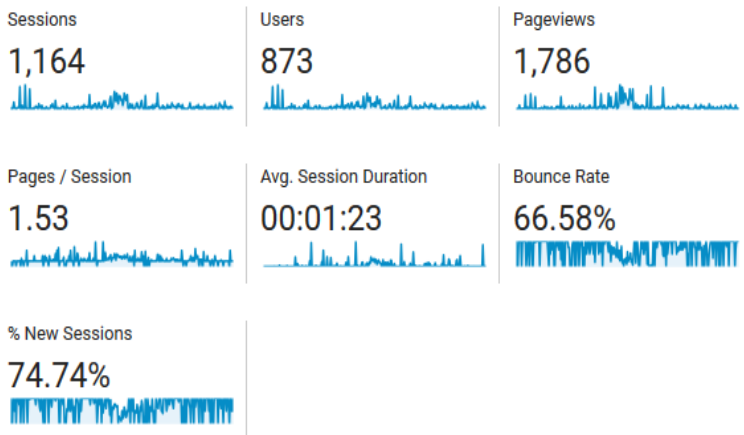 Sessions
1,164
Users
873
Pageviews
1,786
Pages / Session
1.53
Avg. Session Duration
00:01:23
Bounce Rate
66.58%
% New Sessions
74.74%